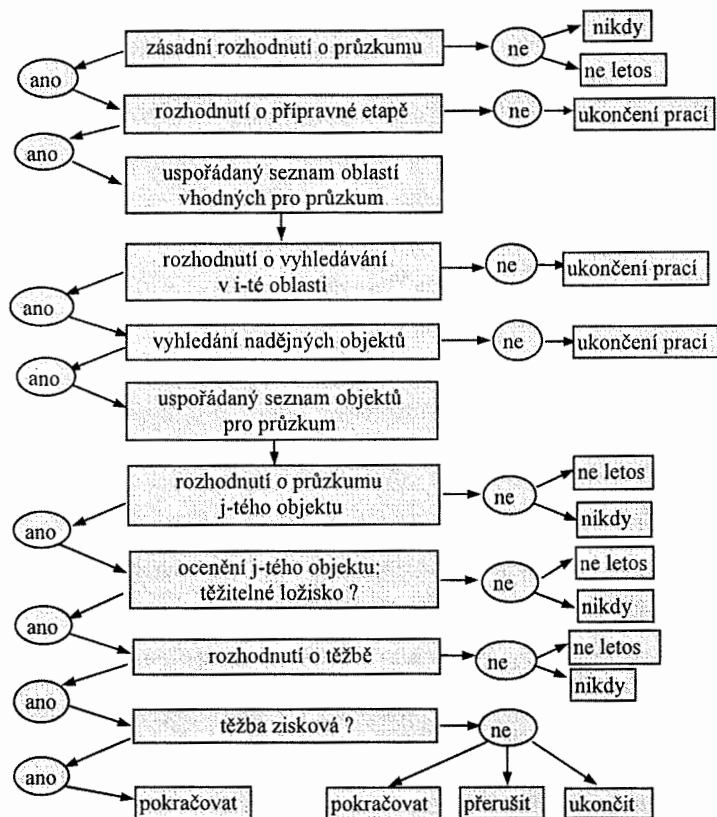 nikdy
zásadní rozhodnutí o průzkumu
ne
ne letos
ano
rozhodnutí o přípravné etapě
ne
ukončení prací
ano
uspořádaný seznam oblastí
vhodných pro průzkum
rozhodnutí o vyhledávání
v i-té oblasti
ne
ukončení prací
ano
vyhledání nadějných objektů
ne
ukončení prací
ano
uspořádaný seznam objektů
pro průzkum
rozhodnutí o průzkumu
j-tého objektu
ne
ne letos
nikdy
ano
ocenění j-tého objektu:
těžitelné ložisko ?
ne
ne letos
nikdy
ano
rozhodnutí o těžbě
ne
ne letos
nikdy
ano
těžba zisková ?
ne
ano
pokračovat
pokračovat
přerušit
ukončit